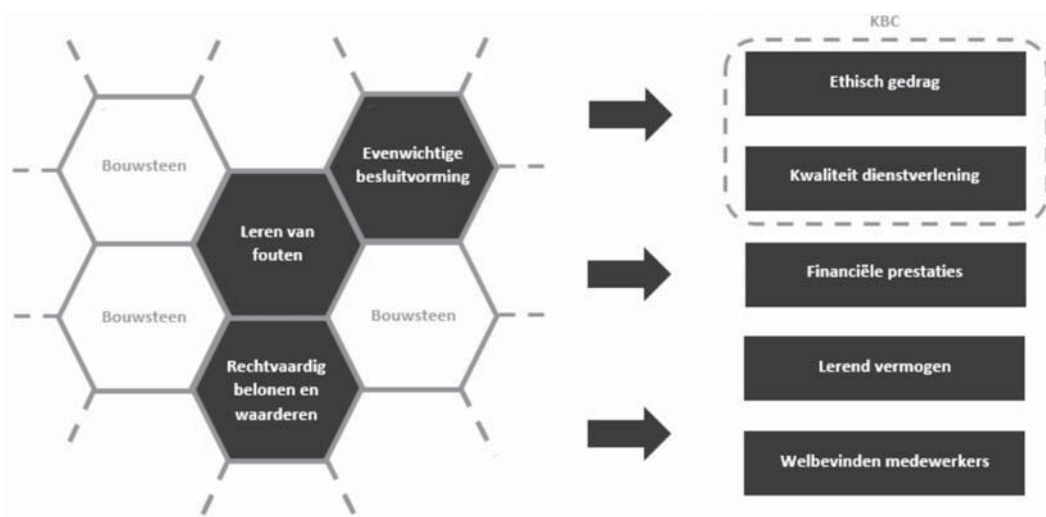 Bouwsteen
Evenwichtige
besluitvorming
Leren van
fouten
Bouwsteen
Bouwsteen
Rechtvaardig
belonen en
waarderen
KBC
Ethisch gedrag
Kwaliteit dienstverlening
Financiële prestaties
Lerend vermogen
Welbevinden medewerkers